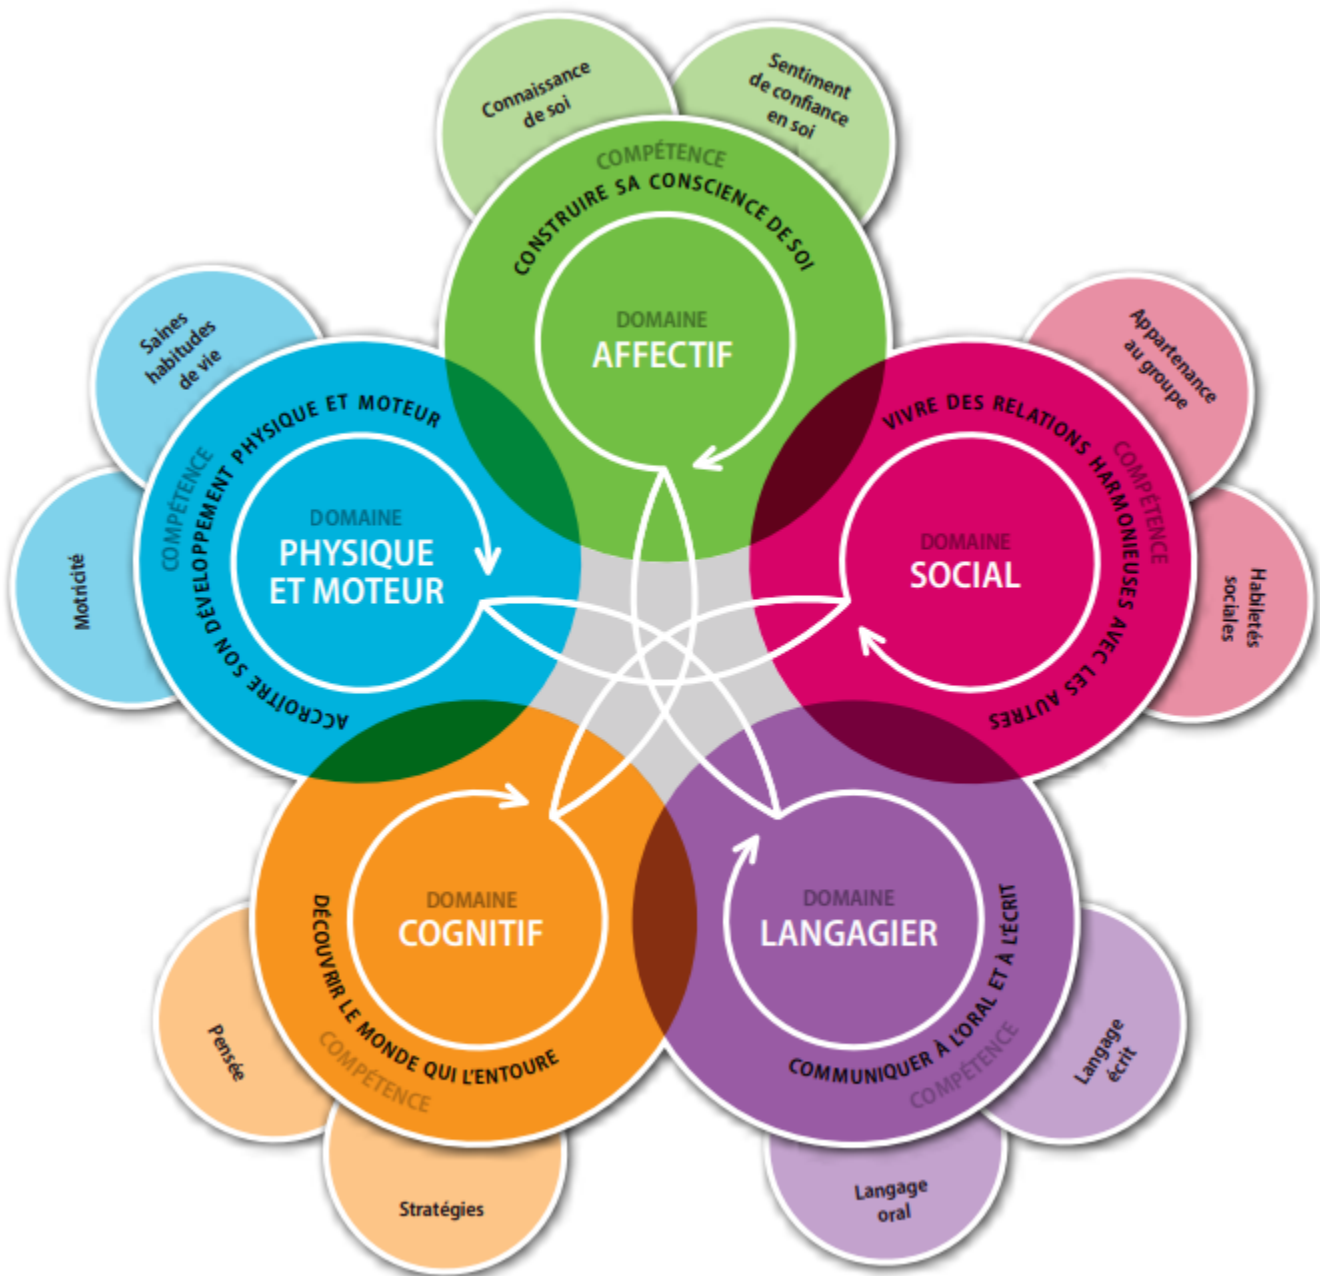 Connaissance
de soi
Sentiment
de confiance
en soi
COMPÉTENCE
CONSTRUIRE SA CONSCIENCE DE SOI
DOMAINE
AFFECTIF
Appartenance
au groupe
Habiletés
sociales
COMPÉTENCE
VIVRE DES RELATIONS HARMONIEUSES AVEC LES AUTRES
DOMAINE
SOCIAL
Langage
écrit
Langage
oral
COMPÉTENCE
COMMUNIQUER À L'ORAL ET À L'ÉCRIT
DOMAINE
LANGAGIER
Stratégies
Pensée
COMPÉTENCE
DÉCOUVRIR LE MONDE QUI L'ENTOURE
DOMAINE
COGNITIF
Motricité
Saines
habitudes
de vie
COMPÉTENCE
ACCROÎTRE SON DÉVELOPPEMENT PHYSIQUE ET MOTEUR
DOMAINE
PHYSIQUE
ET MOTEUR